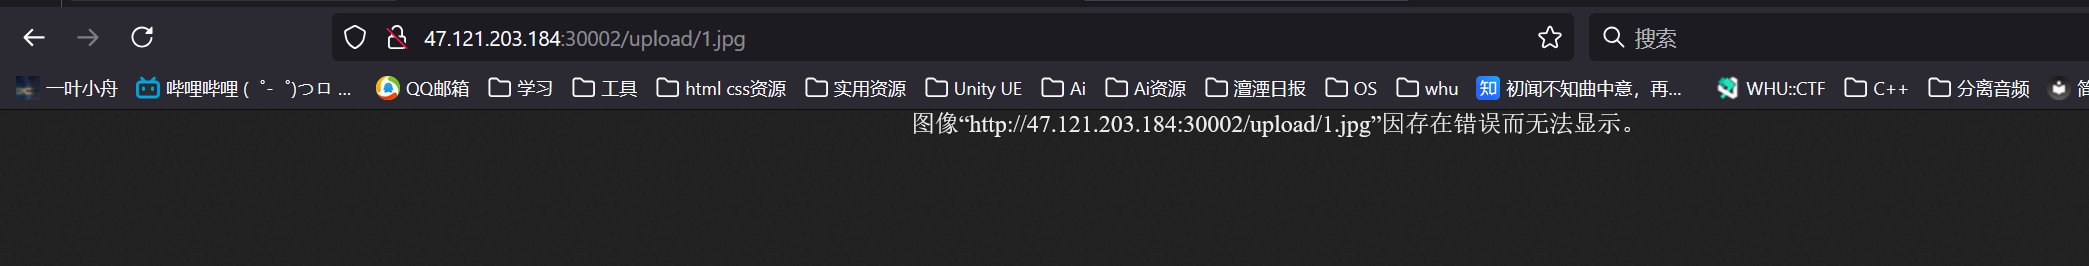 47.121.203.184:30002/upload/1.jpg 搜索
一叶小舟 哔哩哔哩 ( ゜- ゜)つロ ... QQ邮箱 学习 工具 html css资源 实用资源 Unity UE Ai Ai资源 澶湮日报 OS whu 知 初闻不知曲中意，再... WHU::CTF C++ 分离音频 简
图像“http://47.121.203.184:30002/upload/1.jpg”因存在错误而无法显示。